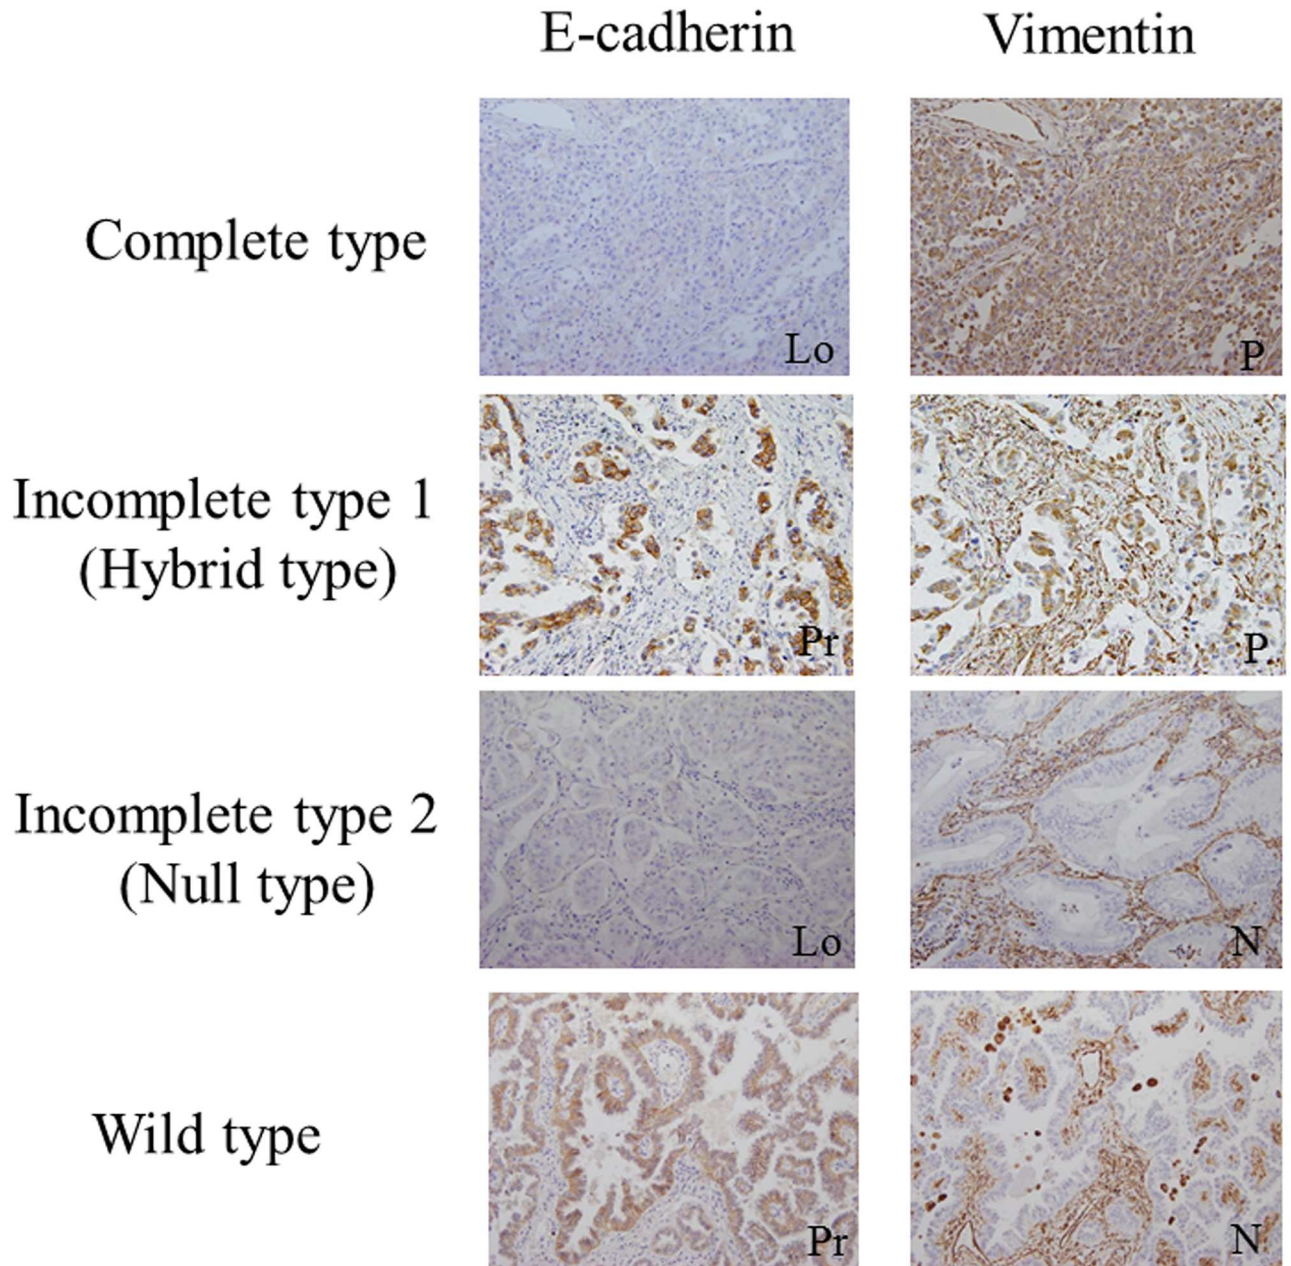 E-cadherin
Vimentin
Complete type
Lo
P
Incomplete type 1
(Hybrid type)
Pr
P
Incomplete type 2
(Null type)
Lo
N
Wild type
Pr
N